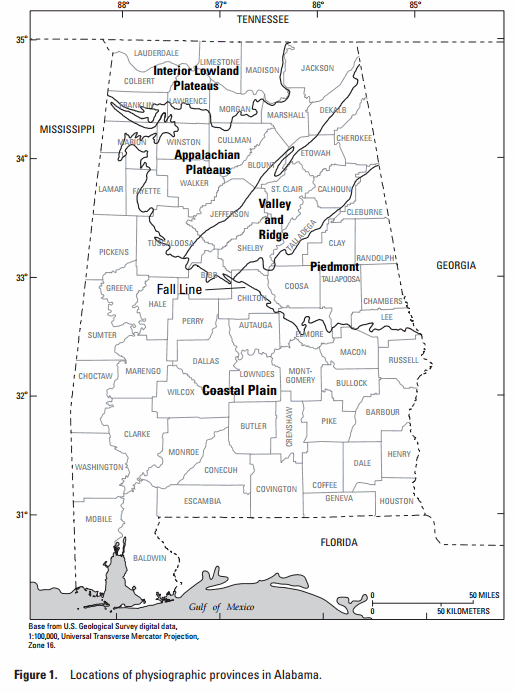 88° 87° 86° 85°
TENNESSEE
35°
LAUDERDALE
LIMESTONE
MADISON
JACKSON
Interior Lowland
Plateaus
COLBERT
FRANKLIN
LAWRENCE
MORGAN
MARSHALL
DEKALB
MISSISSIPPI
MARION
WINSTON
CULLMAN
CHEROKEE
34°
Appalachian
Plateaus
ETOWAH
BLOUNT
WALKER
LAMAR
FAYETTE
ST. CLAIR
CALHOUN
Valley
and
Ridge
JEFFERSON
CLEBURNE
TALLADEGA
TUSCALOOSA
SHELBY
CLAY
PICKENS
RANDOLPH
GEORGIA
Piedmont
33°
BIBB
TALLAPOOSA
GREENE
Fall Line
COOSA
CHILTON
HALE
CHAMBERS
LEE
PERRY
AUTAUGA
ELMORE
SUMTER
MACON
RUSSELL
DALLAS
CHOCTAW
MARENGO
LOWNDES
MONT-
GOMERY
BULLOCK
32°
WILCOX
Coastal Plain
BARBOUR
CRENSHAW
PIKE
BUTLER
CLARKE
MONROE
HENRY
DALE
WASHINGTON
CONECUH
COFFEE
COVINGTON
GENEVA
HOUSTON
ESCAMBIA
31°
MOBILE
FLORIDA
BALDWIN
Gulf of Mexico
0 50 MILES
0 50 KILOMETERS
Base from U.S. Geological Survey digital data,
1:100,000, Universal Transverse Mercator Projection,
Zone 16.
Figure 1. Locations of physiographic provinces in Alabama.